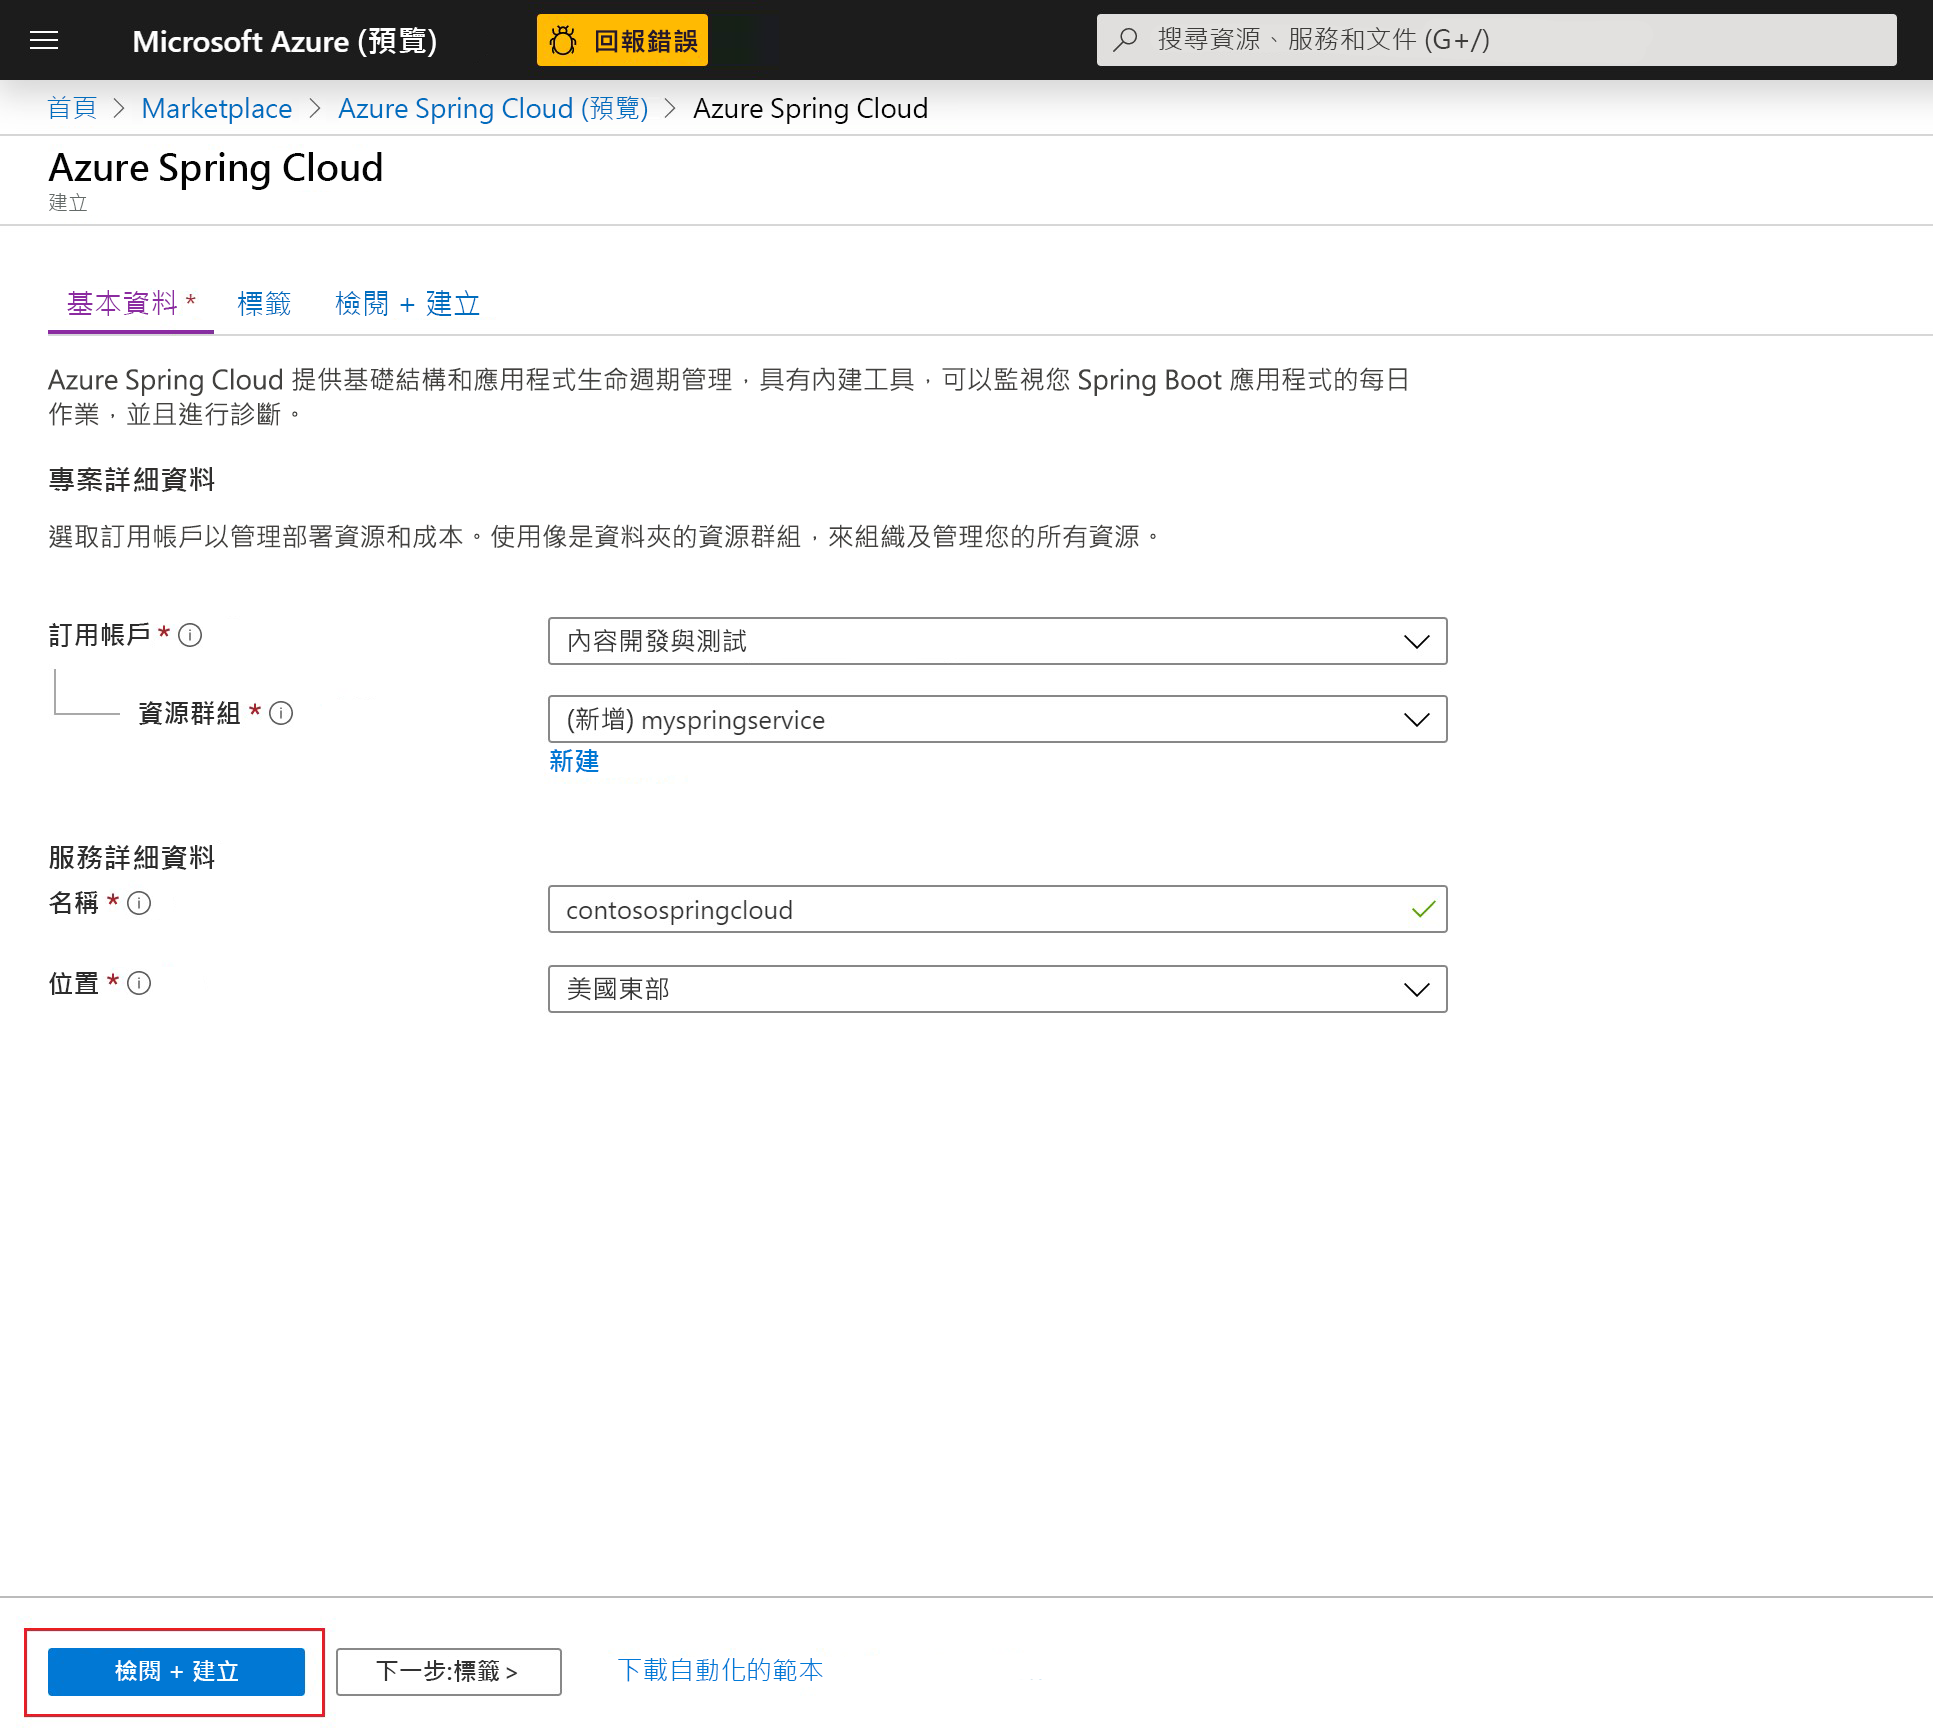 Microsoft Azure (預覽)
回報錯誤
搜尋資源、服務和文件 (G+/)
首頁 > Marketplace > Azure Spring Cloud (預覽) > Azure Spring Cloud
Azure Spring Cloud
建立
基本資料 * 標籤 檢閱 + 建立
Azure Spring Cloud 提供基礎結構和應用程式生命週期管理，具有內建工具，可以監視您 Spring Boot 應用程式的每日
作業，並且進行診斷。
專案詳細資料
選取訂用帳戶以管理部署資源和成本。使用像是資料夾的資源群組，來組織及管理您的所有資源。
訂用帳戶 * 內容開發與測試
資源群組 * (新增) myspringservice
新建
服務詳細資料
名稱 * contosospringcloud
位置 * 美國東部
檢閱 + 建立 下一步:標籤 > 下載自動化的範本